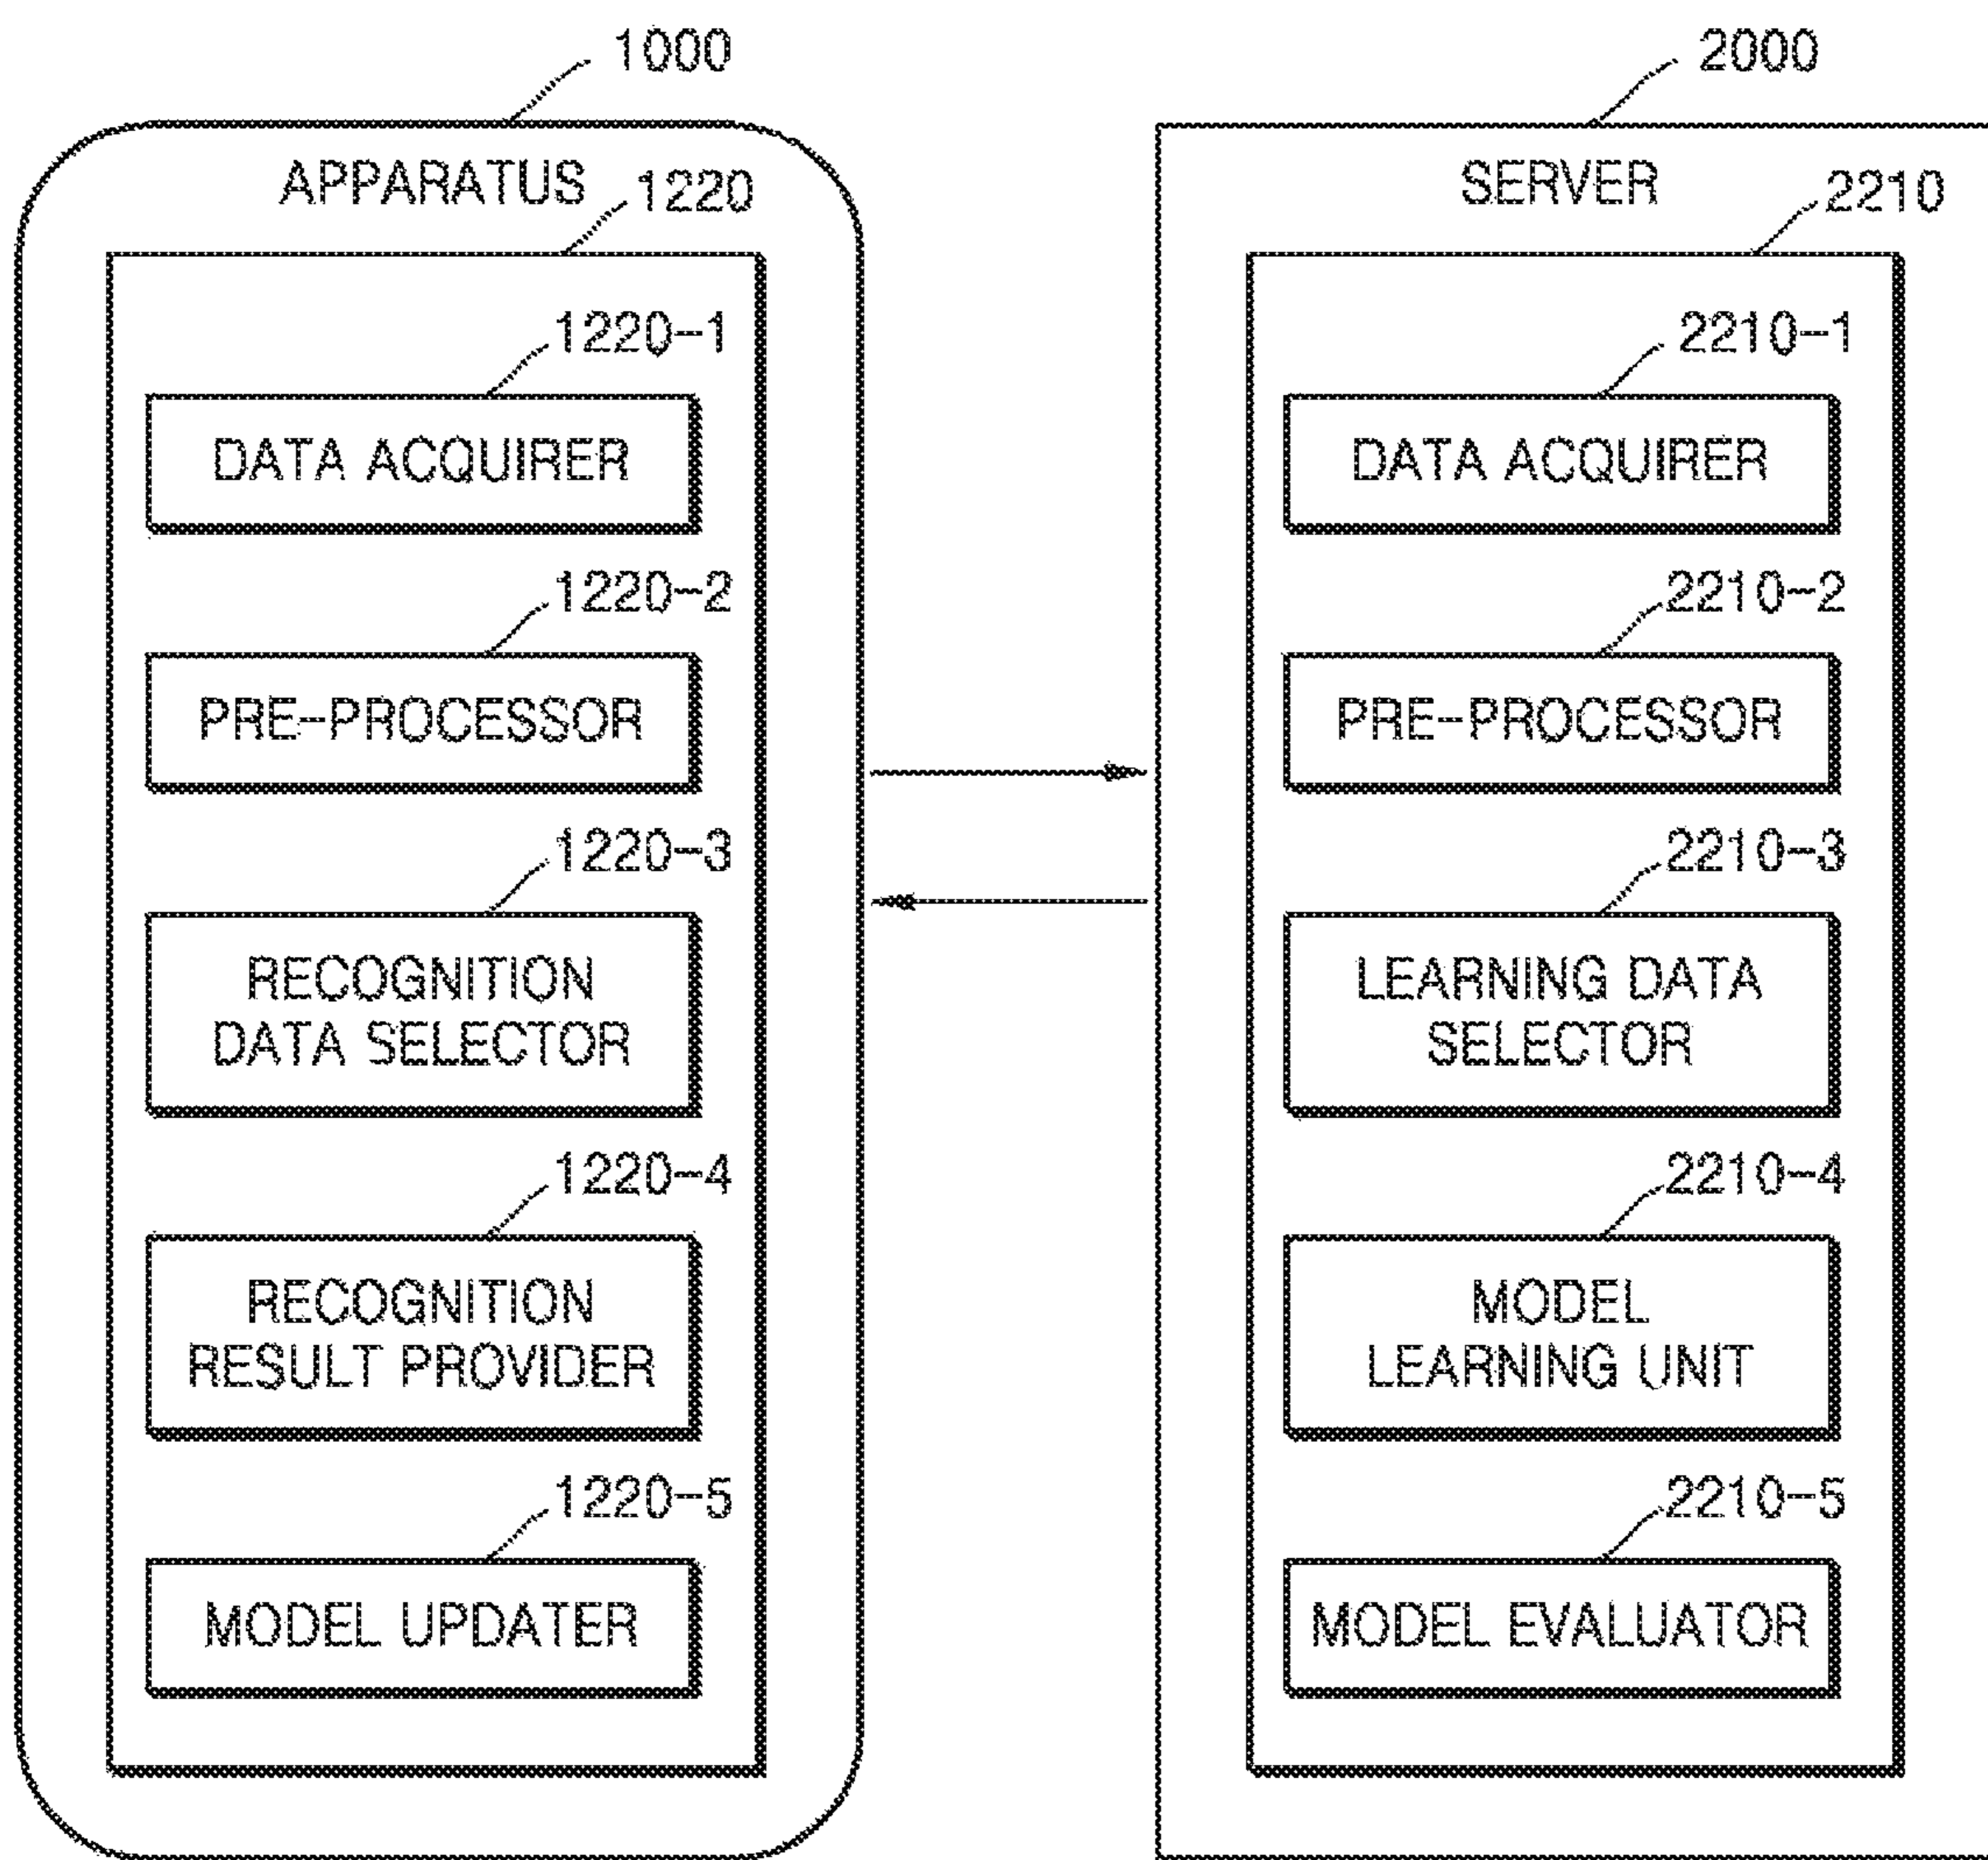 1000
APPARATUS
1220
1220-1
DATA ACQUIRER
1220-2
PRE-PROCESSOR
1220-3
RECOGNITION
DATA SELECTOR
1220-4
RECOGNITION
RESULT PROVIDER
1220-5
MODEL UPDATER
2000
SERVER
2210
2210-1
DATA ACQUIRER
2210-2
PRE-PROCESSOR
2210-3
LEARNING DATA
SELECTOR
2210-4
MODEL
LEARNING UNIT
2210-5
MODEL EVALUATOR